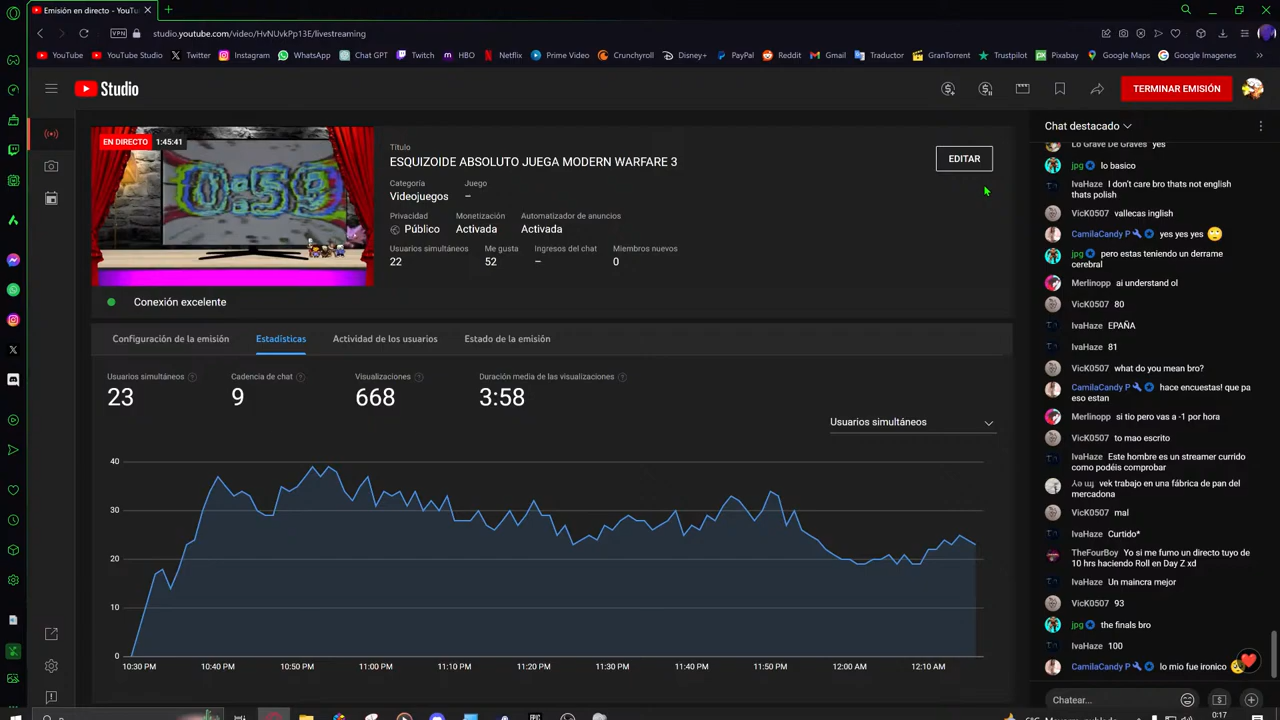 Emisión en directo - YouTu
VPN
studio.youtube.com/video/HvNUvkPp13E/livestreaming
YouTube
YouTube Studio
Twitter
Instagram
WhatsApp
Chat GPT
Twitch
HBO
Netflix
Prime Video
Crunchyroll
Disney+
PayPal
Reddit
Gmail
Traductor
GranTorrent
Trustpilot
Pixabay
Google Maps
Google Imagenes
Studio
TERMINAR EMISIÓN
EN DIRECTO 1:45:41
0:59
Título
ESQUIZOIDE ABSOLUTO JUEGA MODERN WARFARE 3
EDITAR
Categoría
Videojuegos
Juego
–
Privacidad
Público
Monetización
Activada
Automatizador de anuncios
Activada
Usuarios simultáneos
22
Me gusta
52
Ingresos del chat
–
Miembros nuevos
0
Conexión excelente
Configuración de la emisión
Estadísticas
Actividad de los usuarios
Estado de la emisión
Usuarios simultáneos
23
Cadencia de chat
9
Visualizaciones
668
Duración media de las visualizaciones
3:58
Usuarios simultáneos
40
30
20
10
0
10:30 PM
10:40 PM
10:50 PM
11:00 PM
11:10 PM
11:20 PM
11:30 PM
11:40 PM
11:50 PM
12:00 AM
12:10 AM
Chat destacado
Lo Grave De Graves yes
jpg lo basico
IvaHaze I don't care bro thats not english
thats polish
VicK0507 vallecas inglish
CamilaCandy P yes yes yes
jpg pero estas teniendo un derrame
cerebral
Merlinopp ai understand ol
VicK0507 80
IvaHaze EPAÑA
IvaHaze 81
VicK0507 what do you mean bro?
CamilaCandy P hace encuestas! que pa
eso estan
Merlinopp si tio pero vas a -1 por hora
VicK0507 to mao escrito
IvaHaze Este hombre es un streamer currido
como podéis comprobar
vek trabajo en una fábrica de pan del
mercadona
VicK0507 mal
IvaHaze Curtido*
TheFourBoy Yo si me fumo un directo tuyo de
10 hrs haciendo Roll en Day Z xd
IvaHaze Un maincra mejor
VicK0507 93
jpg the finals bro
IvaHaze 100
CamilaCandy P lo mio fue ironico
Chatear...
0:17